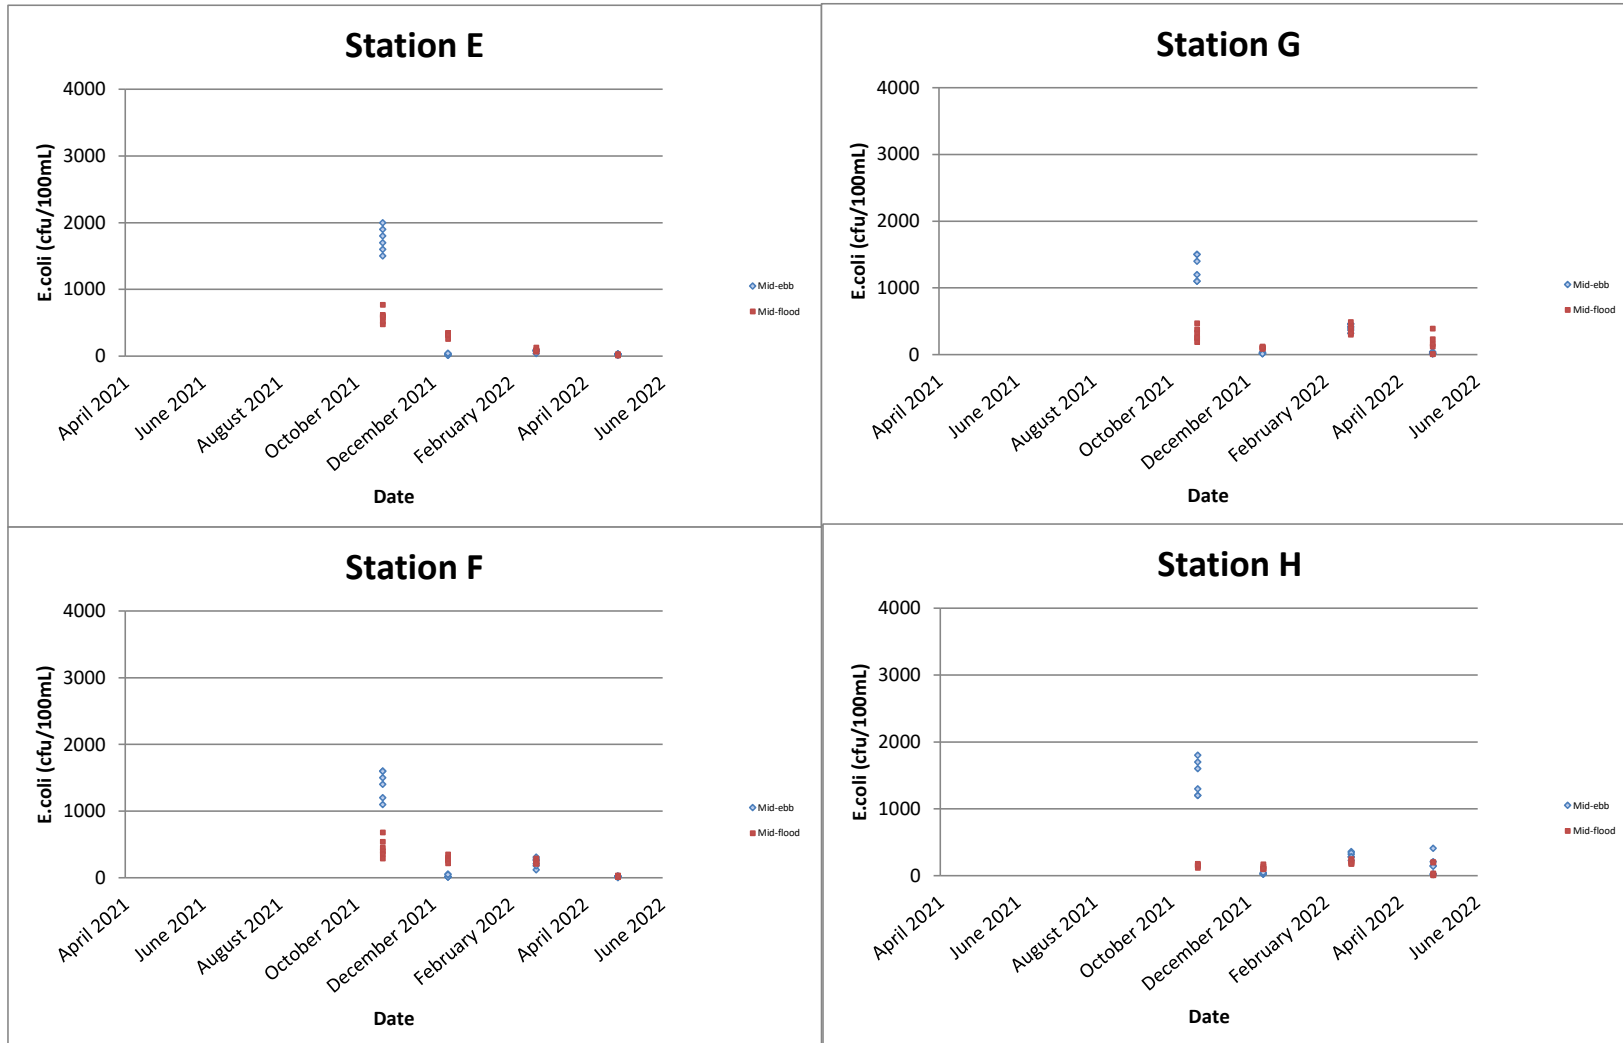 Station E
4000
3000
2000
1000
0
E.coli (cfu/100mL)
April 2021
June 2021
August 2021
October 2021
December 2021
February 2022
April 2022
June 2022
Date
Mid-ebb
Mid-flood
Station G
4000
3000
2000
1000
0
E.coli (cfu/100mL)
April 2021
June 2021
August 2021
October 2021
December 2021
February 2022
April 2022
June 2022
Date
Mid-ebb
Mid-flood
Station F
4000
3000
2000
1000
0
E.coli (cfu/100mL)
April 2021
June 2021
August 2021
October 2021
December 2021
February 2022
April 2022
June 2022
Date
Mid-ebb
Mid-flood
Station H
4000
3000
2000
1000
0
E.coli (cfu/100mL)
April 2021
June 2021
August 2021
October 2021
December 2021
February 2022
April 2022
June 2022
Date
Mid-ebb
Mid-flood